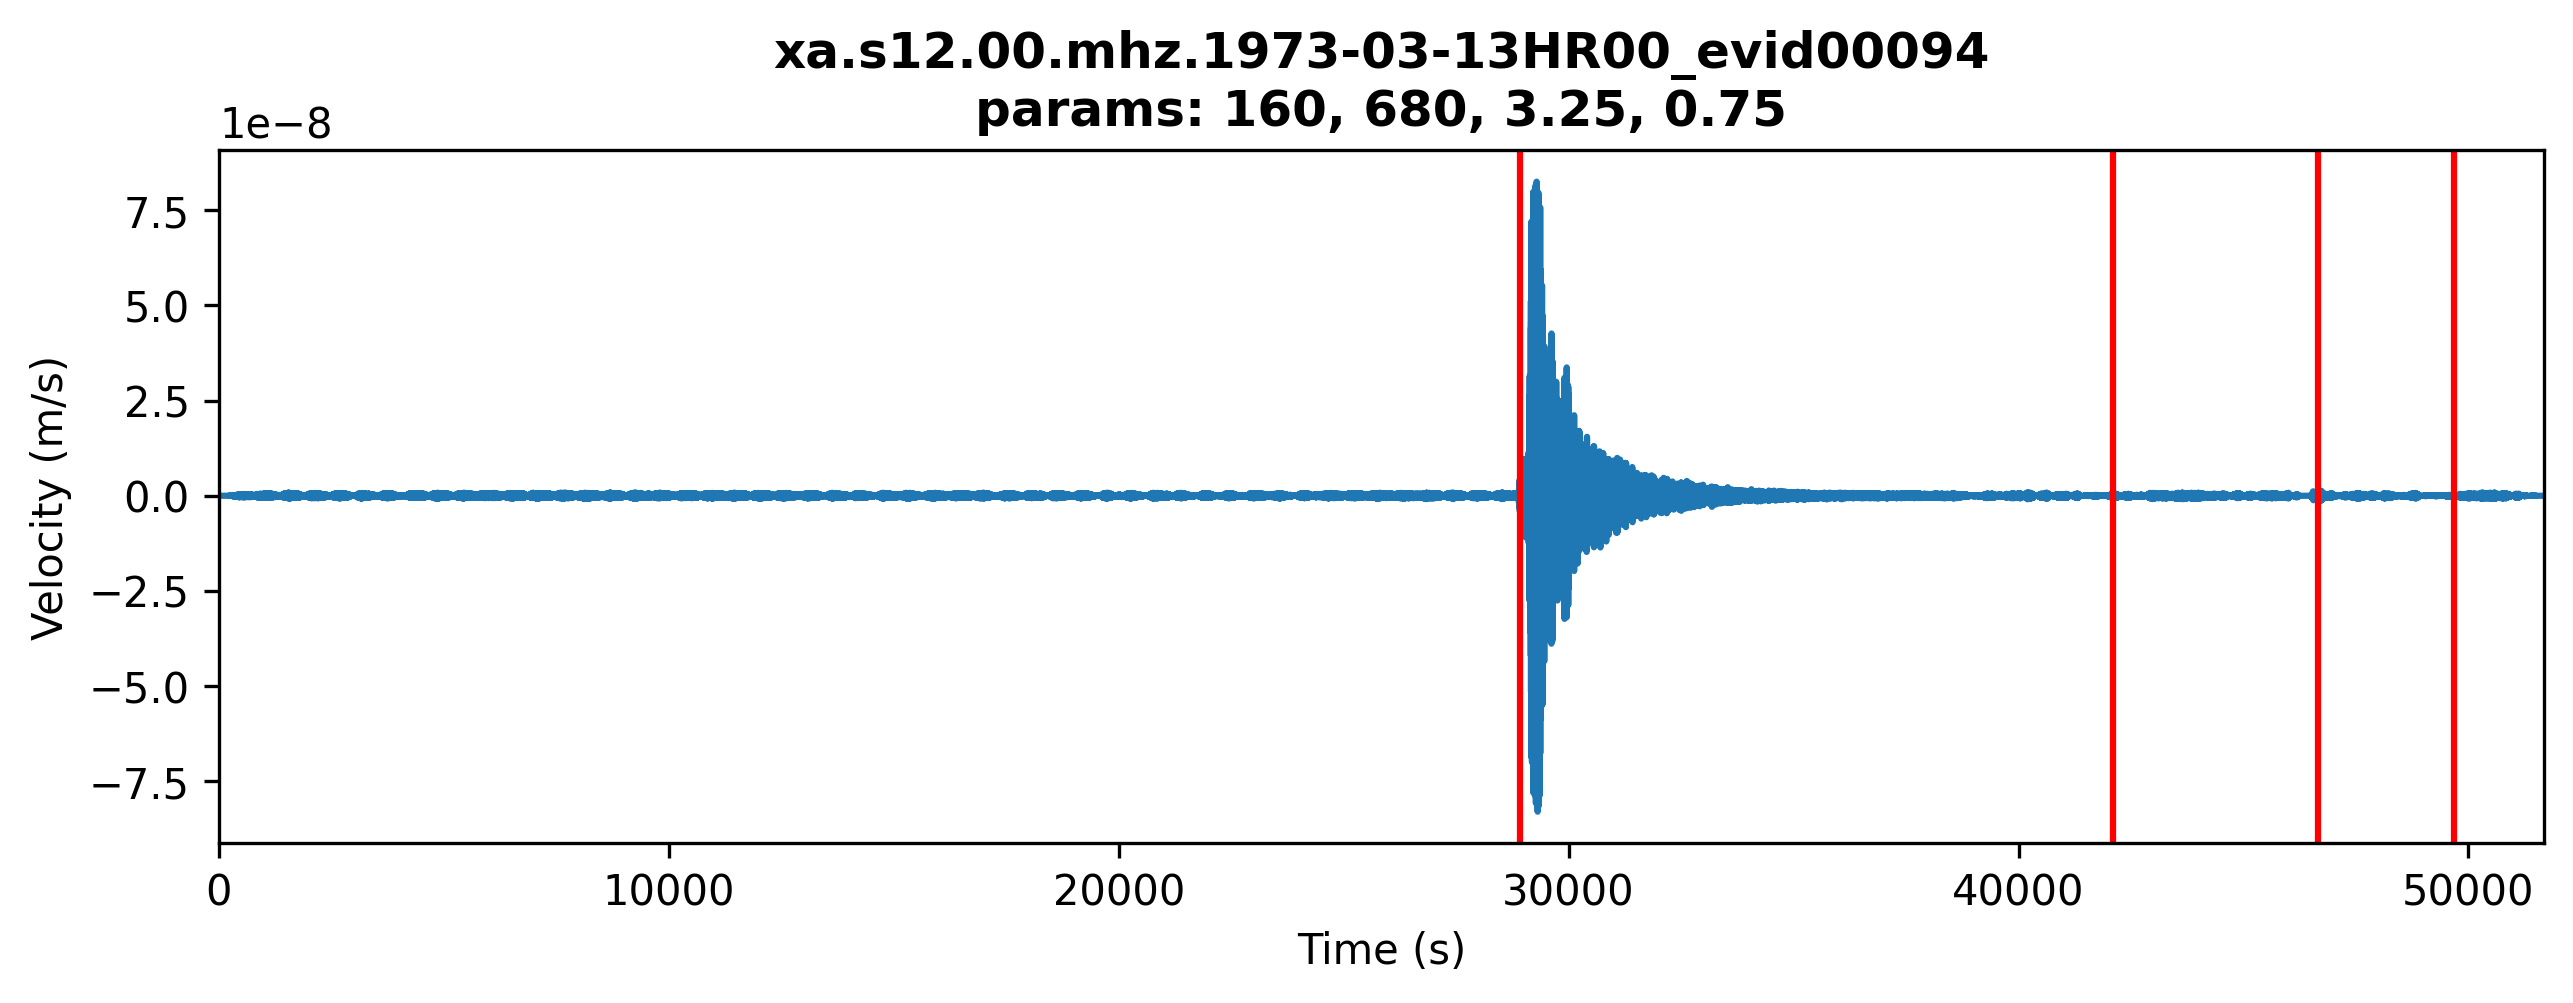 xa.s12.00.mhz.1973-03-13HR00_evid00094
params: 160, 680, 3.25, 0.75
1e−8
7.5
5.0
2.5
0.0
−2.5
−5.0
−7.5
Velocity (m/s)
0
10000
20000
30000
40000
50000
Time (s)